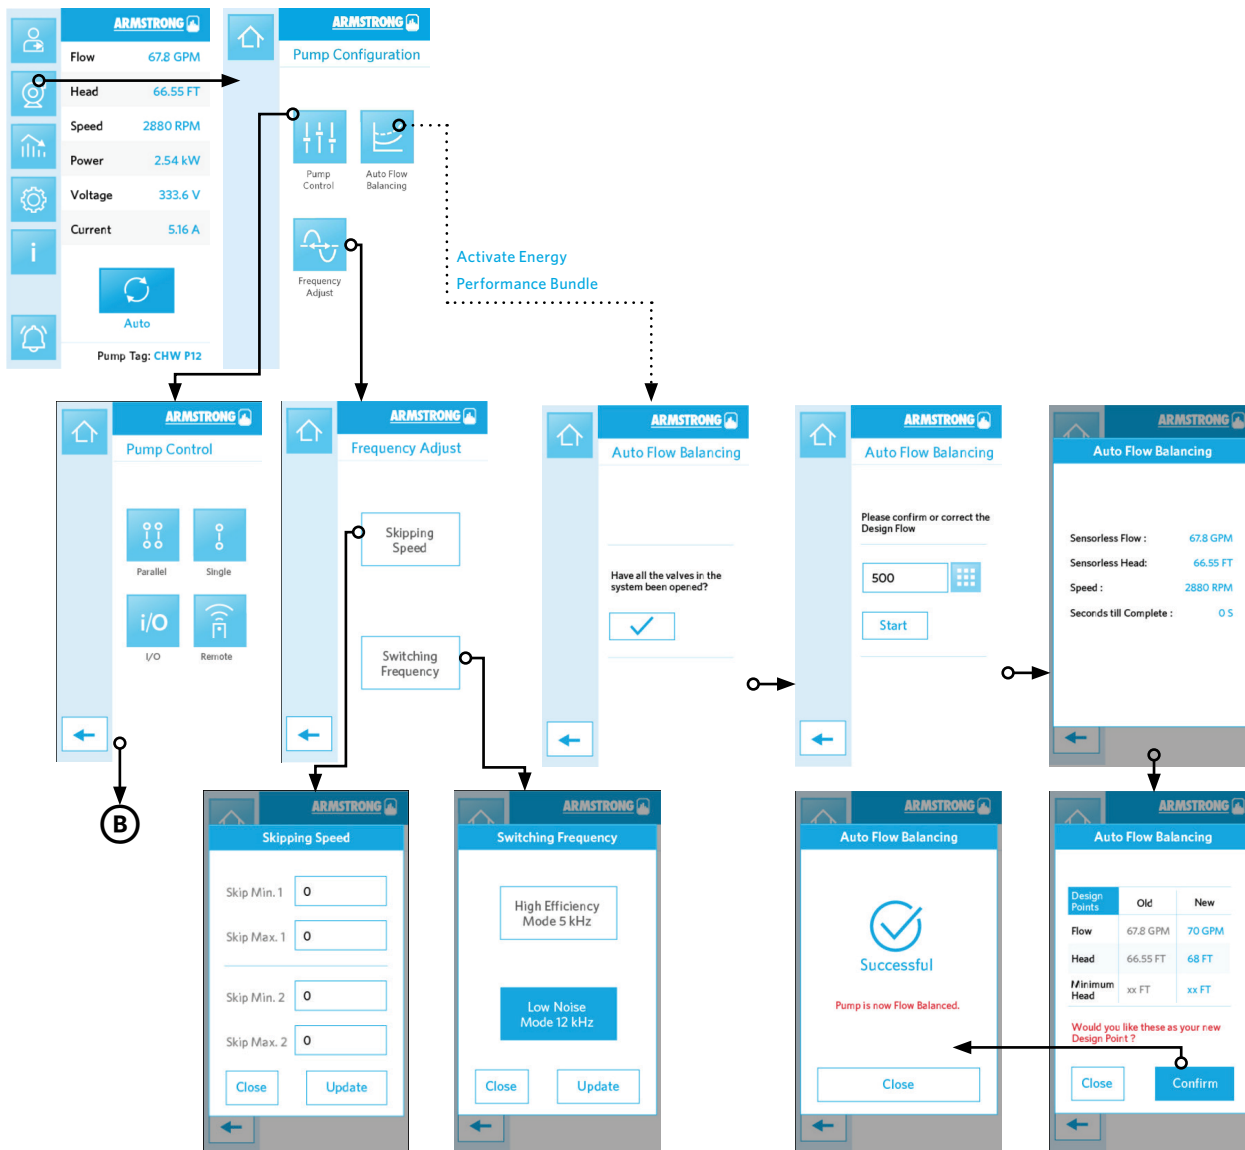 ARMSTRONG
Flow 67.8 GPM
Head 66.55 FT
Speed 2880 RPM
Power 2.54 kW
Voltage 333.6 V
Current 5.16 A
i
Auto
Pump Tag: CHW P12
ARMSTRONG
Pump Configuration
Pump
Control
Auto Flow
Balancing
Frequency
Adjust
Activate Energy
Performance Bundle
ARMSTRONG
Pump Control
Parallel
Single
i/O
I/O
Remote
B
ARMSTRONG
Frequency Adjust
Skipping
Speed
Switching
Frequency
ARMSTRONG
Auto Flow Balancing
Have all the valves in the
system been opened?
ARMSTRONG
Auto Flow Balancing
Please confirm or correct the
Design Flow
500
Start
ARMSTRONG
Auto Flow Balancing
Sensorless Flow : 67.8 GPM
Sensorless Head: 66.55 FT
Speed : 2880 RPM
Seconds till Complete : 0 S
ARMSTRONG
Skipping Speed
Skip Min. 1 0
Skip Max. 1 0
Skip Min. 2 0
Skip Max. 2 0
Close Update
ARMSTRONG
Switching Frequency
High Efficiency
Mode 5 kHz
Low Noise
Mode 12 kHz
Close Update
ARMSTRONG
Auto Flow Balancing
Successful
Pump is now Flow Balanced.
Close
ARMSTRONG
Auto Flow Balancing
Design
Points
Old New
Flow 67.8 GPM 70 GPM
Head 66.55 FT 68 FT
Minimum
Head
xx FT xx FT
Would you like these as your new
Design Point ?
Close Confirm